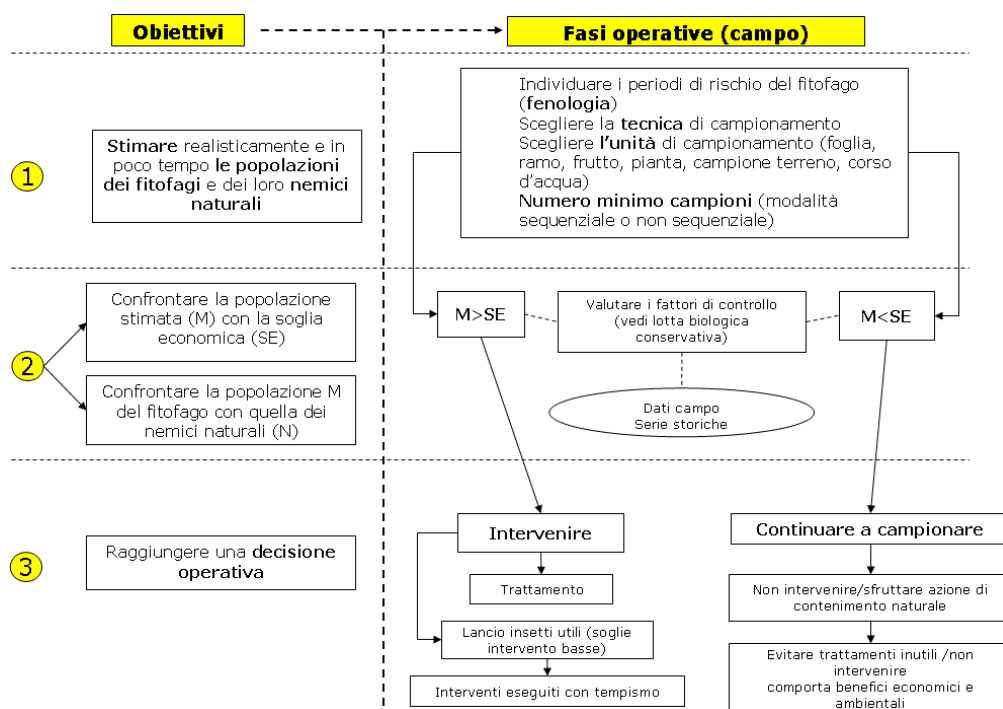 Obiettivi
Fasi operative (campo)
1
Stimare realisticamente e in
poco tempo le popolazioni
dei fitofagi e dei loro nemici
naturali
Individuare i periodi di rischio del fitofago
(fenologia)
Scegliere la tecnica di campionamento
Scegliere l'unità di campionamento (foglia,
ramo, frutto, pianta, campione terreno, corso
d'acqua)
Numero minimo campioni (modalità
sequenziale o non sequenziale)
2
Confrontare la popolazione
stimata (M) con la soglia
economica (SE)
Confrontare la popolazione M
del fitofago con quella dei
nemici naturali (N)
M>SE
Valutare i fattori di controllo
(vedi lotta biologica
conservativa)
M<SE
Dati campo
Serie storiche
3
Raggiungere una decisione
operativa
Intervenire
Trattamento
Lancio insetti utili (soglie
intervento basse)
Interventi eseguiti con tempismo
Continuare a campionare
Non intervenire/sfruttare azione di
contenimento naturale
Evitare trattamenti inutili /non
intervenire
comporta benefici economici e
ambientali